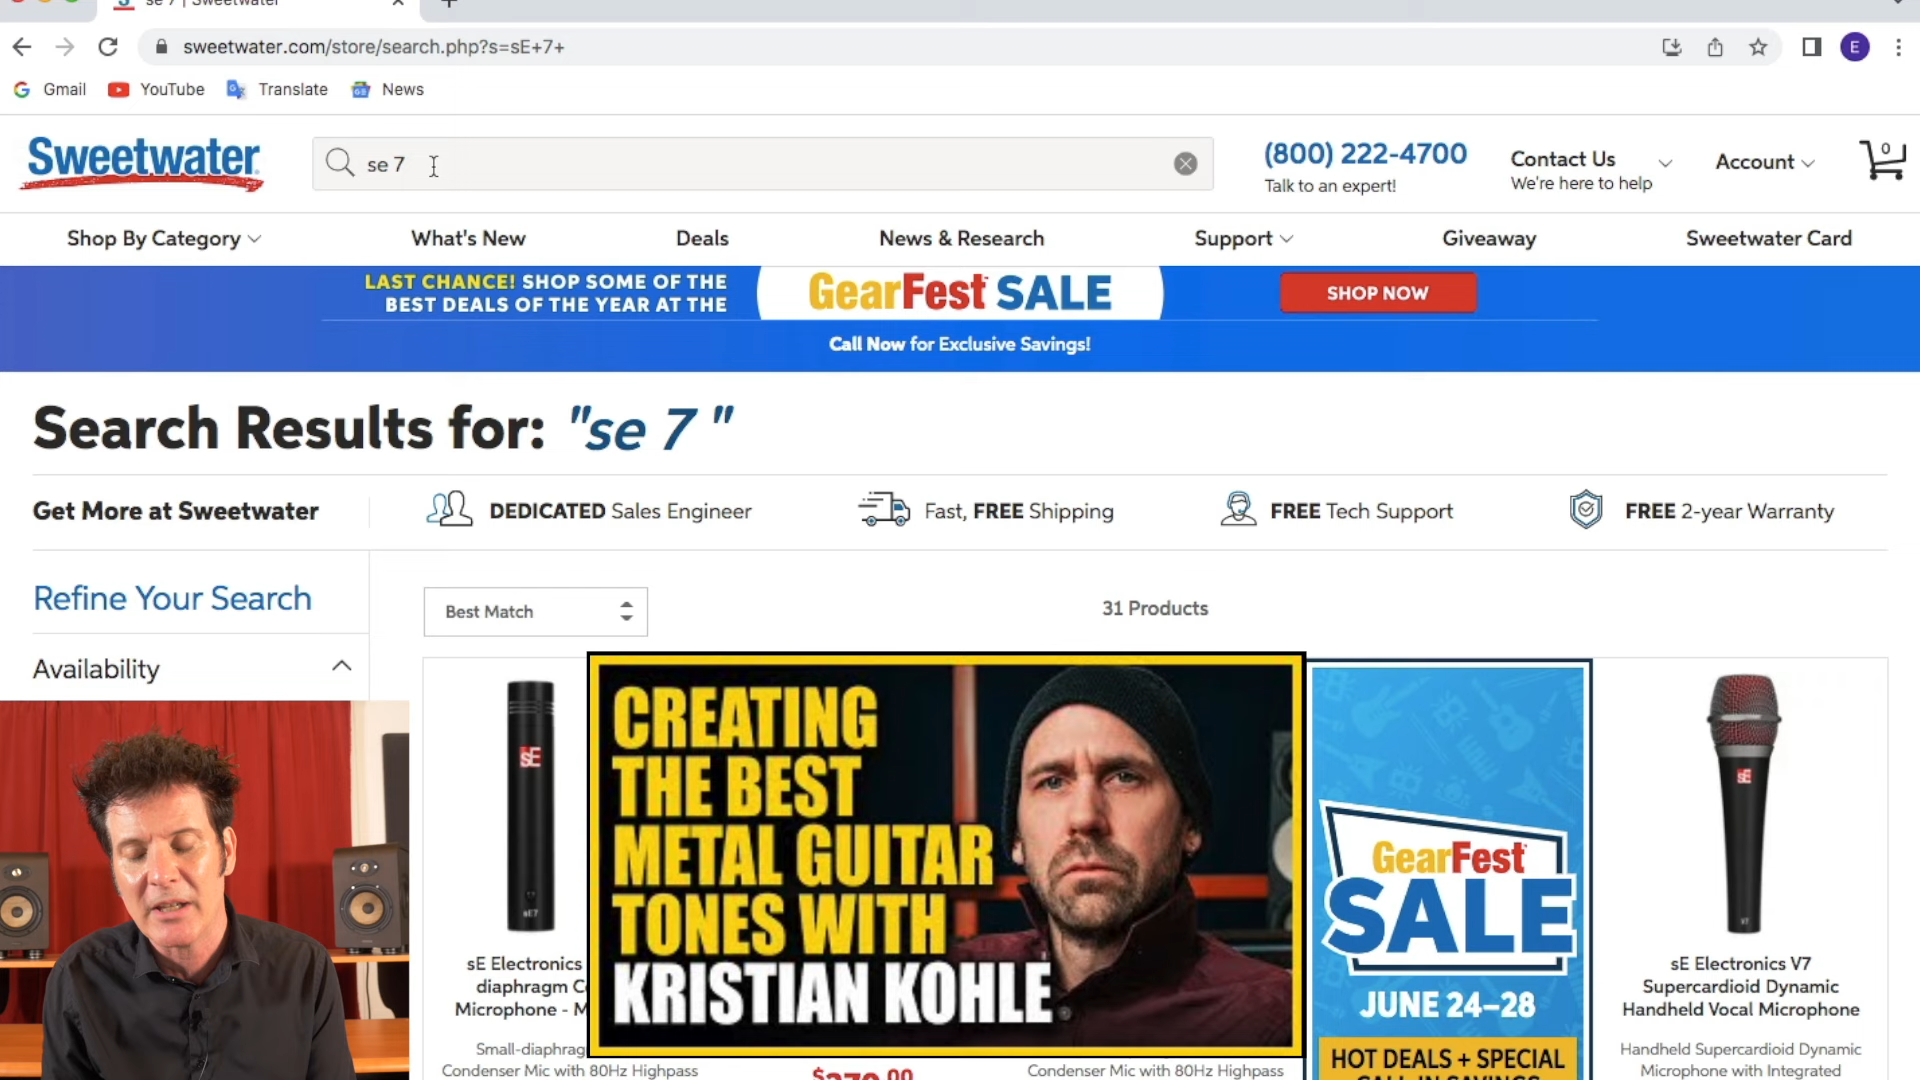 se 7 | Sweetwater
sweetwater.com/store/search.php?s=sE+7+
E
Gmail YouTube Translate News
Sweetwater
se 7
(800) 222-4700
Talk to an expert!
Contact Us
We're here to help
Account
0
Shop By Category What's New Deals News & Research Support Giveaway Sweetwater Card
LAST CHANCE! SHOP SOME OF THE
BEST DEALS OF THE YEAR AT THE
GearFest SALE
SHOP NOW
Call Now for Exclusive Savings!
Search Results for: "se 7 "
Get More at Sweetwater
DEDICATED Sales Engineer
Fast, FREE Shipping
FREE Tech Support
FREE 2-year Warranty
Refine Your Search
Availability
Best Match
31 Products
sE
sE7
sE Electronics
diaphragm
Microphone -
Condenser Mic with 80Hz Highpass
CREATING
THE BEST
METAL GUITAR
TONES WITH
KRISTIAN KOHLE
Condenser Mic with 80Hz Highpass
GearFest
SALE
JUNE 24–28
HOT DEALS + SPECIAL
CALL-IN SAVINGS
sE
V7
sE Electronics V7
Supercardioid Dynamic
Handheld Vocal Microphone
Handheld Supercardioid Dynamic
Microphone with Integrated